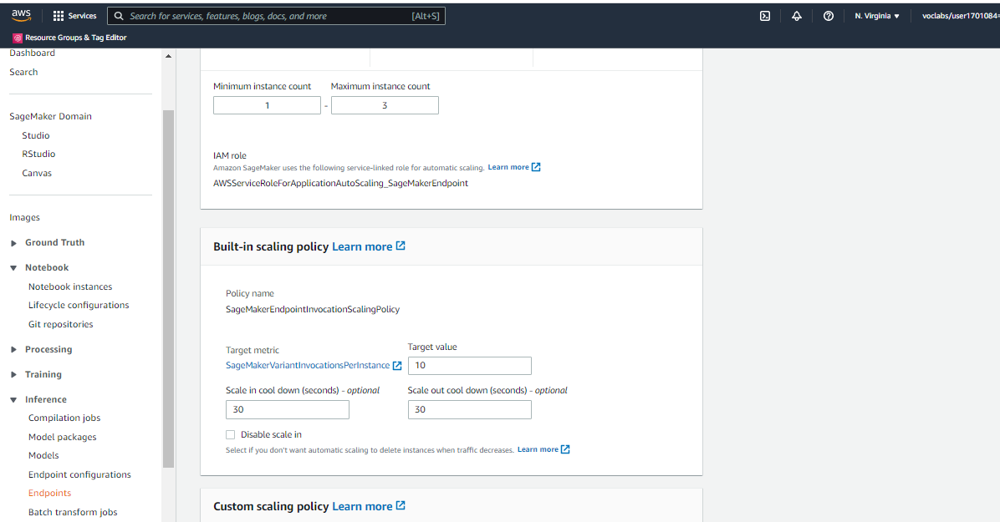 aws Services Search for services, features, blogs, docs, and more [Alt+S] N. Virginia ▼ voclabs/user1701084=
Resource Groups & Tag Editor
Dashboard
Search
SageMaker Domain
Studio
RStudio
Canvas
Images
Ground Truth
Notebook
Notebook instances
Lifecycle configurations
Git repositories
Processing
Training
Inference
Compilation jobs
Model packages
Models
Endpoint configurations
Endpoints
Batch transform jobs
Minimum instance count Maximum instance count
1 - 3
IAM role
Amazon SageMaker uses the following service-linked role for automatic scaling. Learn more
AWSServiceRoleForApplicationAutoScaling_SageMakerEndpoint
Built-in scaling policy Learn more
Policy name
SageMakerEndpointInvocationScalingPolicy
Target metric Target value
SageMakerVariantInvocationsPerInstance 10
Scale in cool down (seconds) - optional Scale out cool down (seconds) - optional
30 30
Disable scale in
Select if you don't want automatic scaling to delete instances when traffic decreases. Learn more
Custom scaling policy Learn more